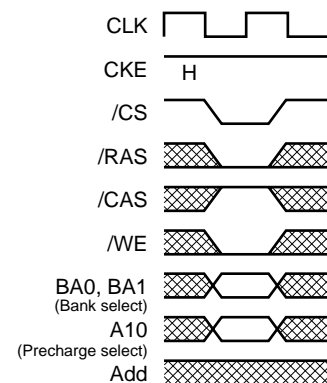 CLK
CKE H
/CS
/RAS
/CAS
/WE
BA0, BA1
(Bank select)
A10
(Precharge select)
Add